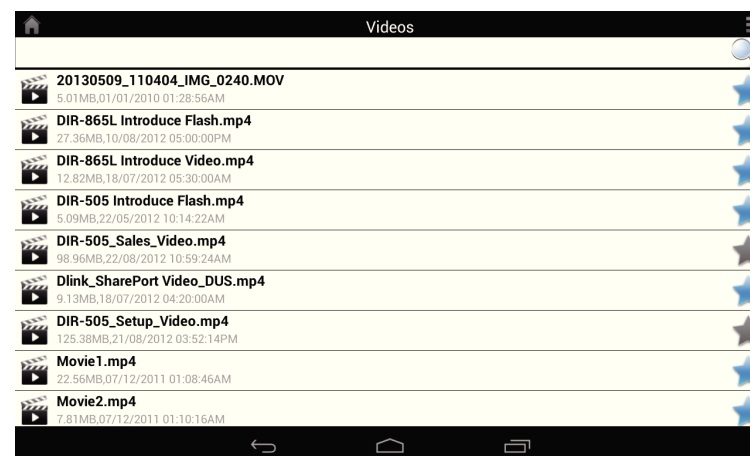 Videos
20130509_110404_IMG_0240.MOV
5.01MB,01/01/2010 01:28:56AM
DIR-865L Introduce Flash.mp4
27.36MB,10/08/2012 05:00:00PM
DIR-865L Introduce Video.mp4
12.82MB,18/07/2012 05:30:00AM
DIR-505 Introduce Flash.mp4
5.09MB,22/05/2012 10:14:22AM
DIR-505_Sales_Video.mp4
98.96MB,22/08/2012 10:59:24AM
Dlink_SharePort Video_DUS.mp4
9.13MB,18/07/2012 04:20:00AM
DIR-505_Setup_Video.mp4
125.38MB,21/08/2012 03:52:14PM
Movie1.mp4
22.56MB,07/12/2011 01:08:46AM
Movie2.mp4
7.81MB,07/12/2011 01:10:16AM